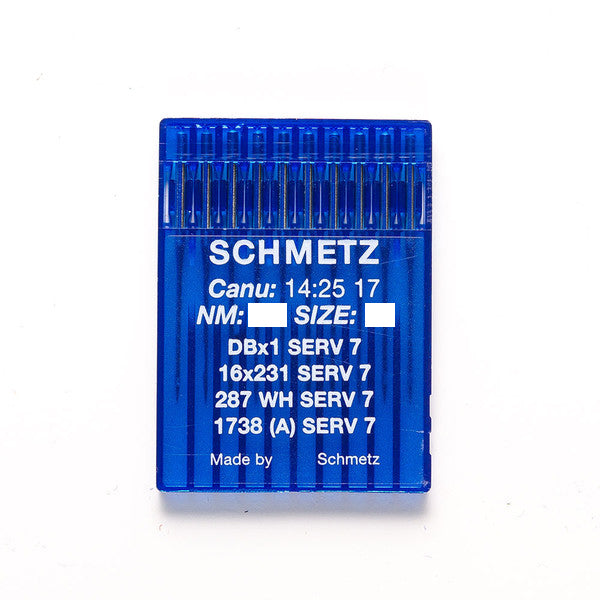 SCHMETZ
Canu: 14:25 17
NM: SIZE:
DBx1 SERV 7
16x231 SERV 7
287 WH SERV 7
1738 (A) SERV 7
Made by Schmetz